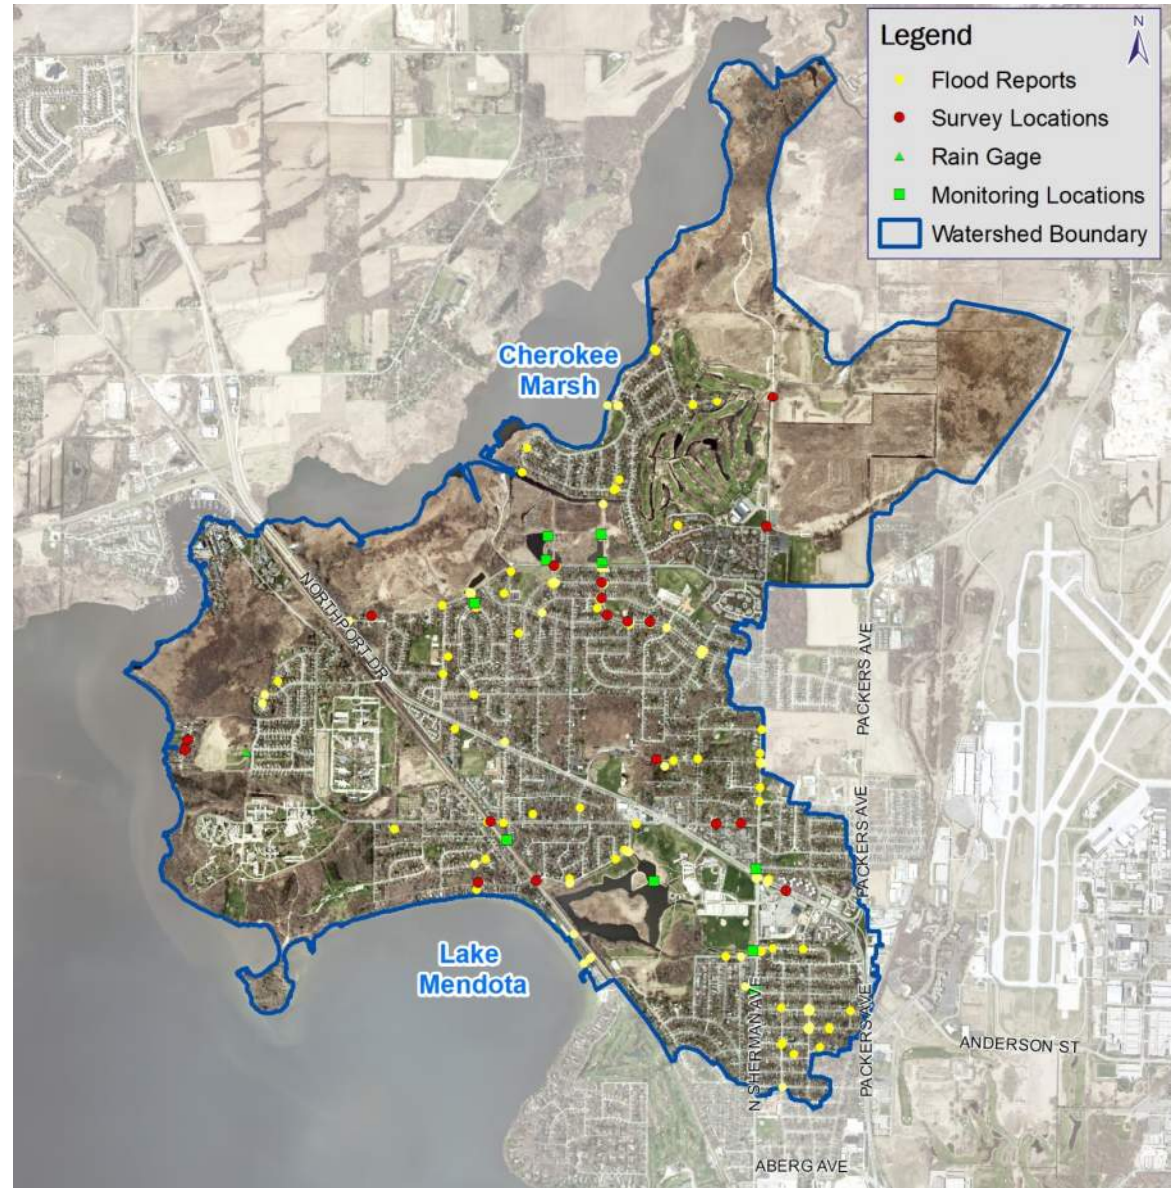 Legend
N
Flood Reports
Survey Locations
Rain Gage
Monitoring Locations
Watershed Boundary
Cherokee
Marsh
NORTHPORT DR
PACKERS AVE
PACKERS AVE
Lake
Mendota
N SHERMAN AVE
PACKERS AVE
ANDERSON ST
ABERG AVE